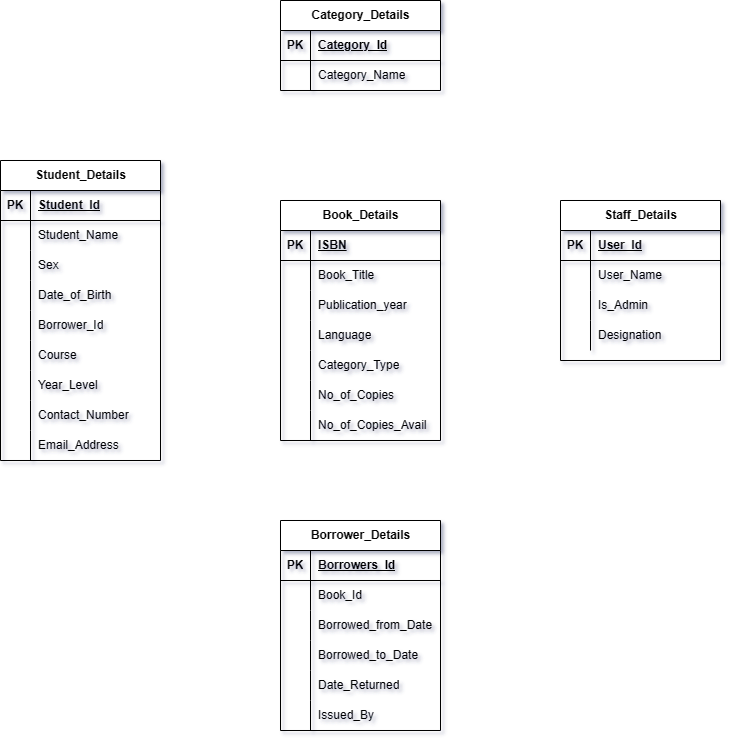 Category_Details
PK Category_Id
Category_Name
Student_Details
PK Student_Id
Student_Name
Sex
Date_of_Birth
Borrower_Id
Course
Year_Level
Contact_Number
Email_Address
Book_Details
PK ISBN
Book_Title
Publication_year
Language
Category_Type
No_of_Copies
No_of_Copies_Avail
Staff_Details
PK User_Id
User_Name
Is_Admin
Designation
Borrower_Details
PK Borrowers_Id
Book_Id
Borrowed_from_Date
Borrowed_to_Date
Date_Returned
Issued_By